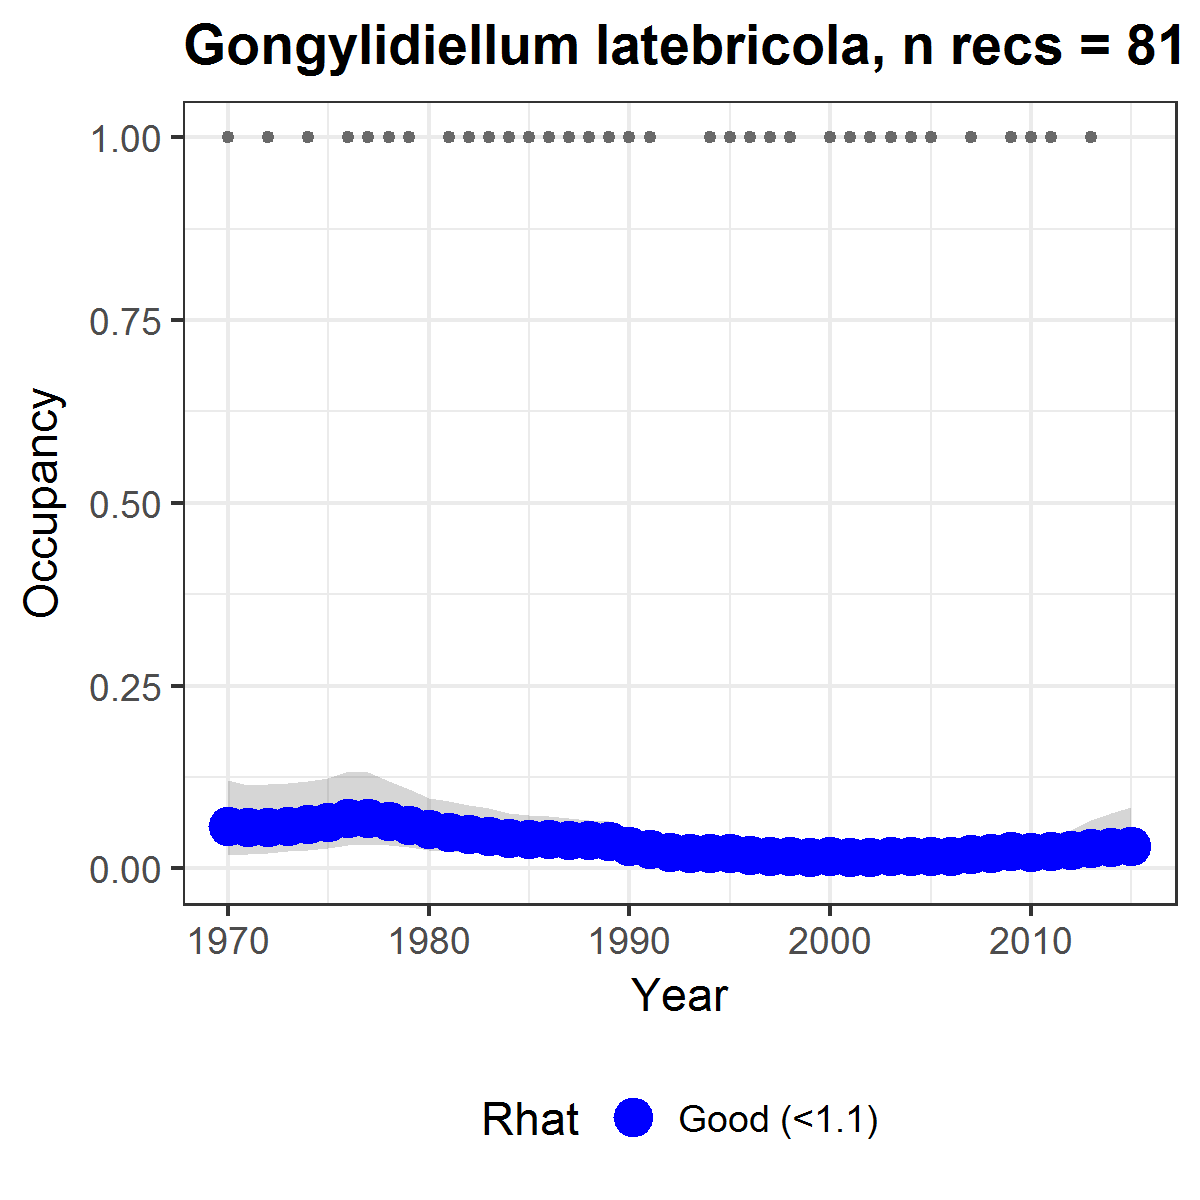 Gongylidiellum latebricola, n recs = 81
1.00
0.75
0.50
0.25
0.00
Occupancy
1970 1980 1990 2000 2010
Year
Rhat Good (<1.1)